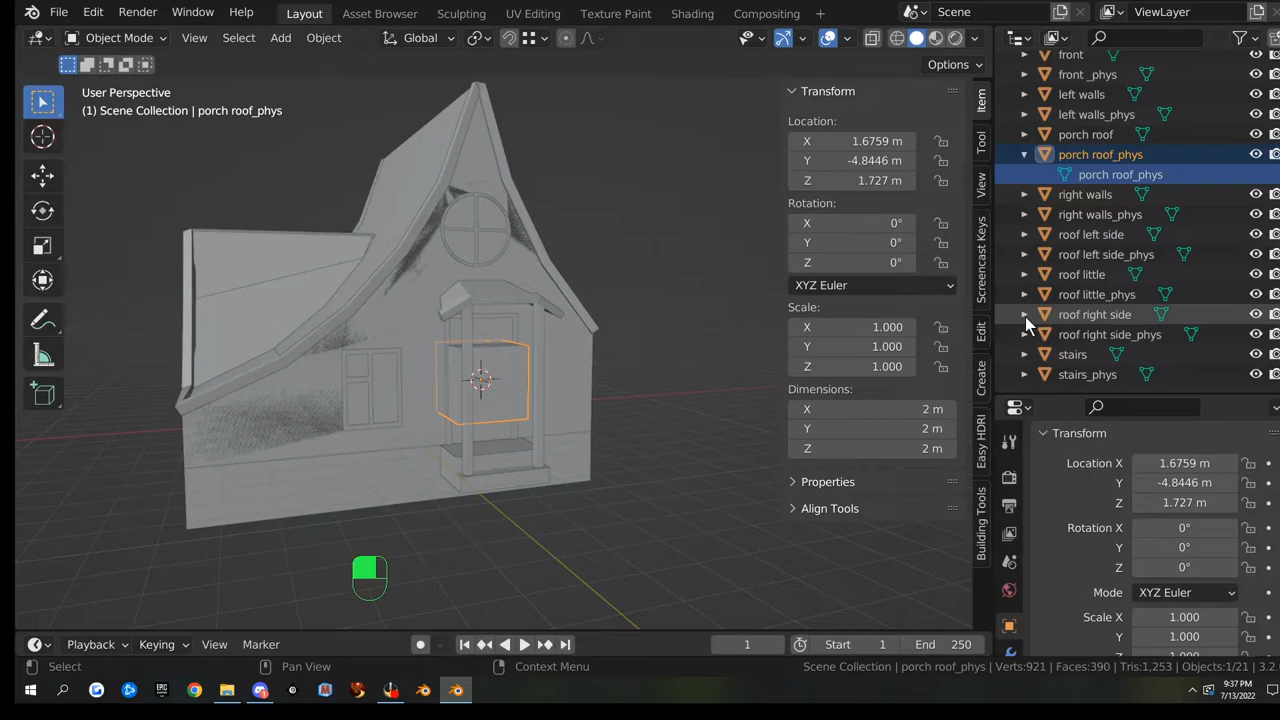 File Edit Render Window Help Layout Asset Browser Sculpting UV Editing Texture Paint Shading Compositing Scene ViewLayer
Object Mode View Select Add Object Global
Options
User Perspective
(1) Scene Collection | porch roof_phys
Transform
Location:
X 1.6759 m
Y -4.8446 m
Z 1.727 m
Rotation:
X 0°
Y 0°
Z 0°
XYZ Euler
Scale:
X 1.000
Y 1.000
Z 1.000
Dimensions:
X 2 m
Y 2 m
Z 2 m
Properties
Align Tools
Item
Tool
View
Screencast Keys
Edit
Create
Easy HDRI
Building Tools
front
front _phys
left walls
left walls_phys
porch roof
porch roof_phys
porch roof_phys
right walls
right walls_phys
roof left side
roof left side_phys
roof little
roof little_phys
roof right side
roof right side_phys
stairs
stairs_phys
Transform
Location X 1.6759 m
Y -4.8446 m
Z 1.727 m
Rotation X 0°
Y 0°
Z 0°
Mode XYZ Euler
Scale X 1.000
Y 1.000
Playback Keying View Marker 1 Start 1 End 250
Select Pan View Context Menu Scene Collection | porch roof_phys | Verts:921 | Faces:390 | Tris:1,253 | Objects:1/21 | 3.2.
9:37 PM
7/13/2022